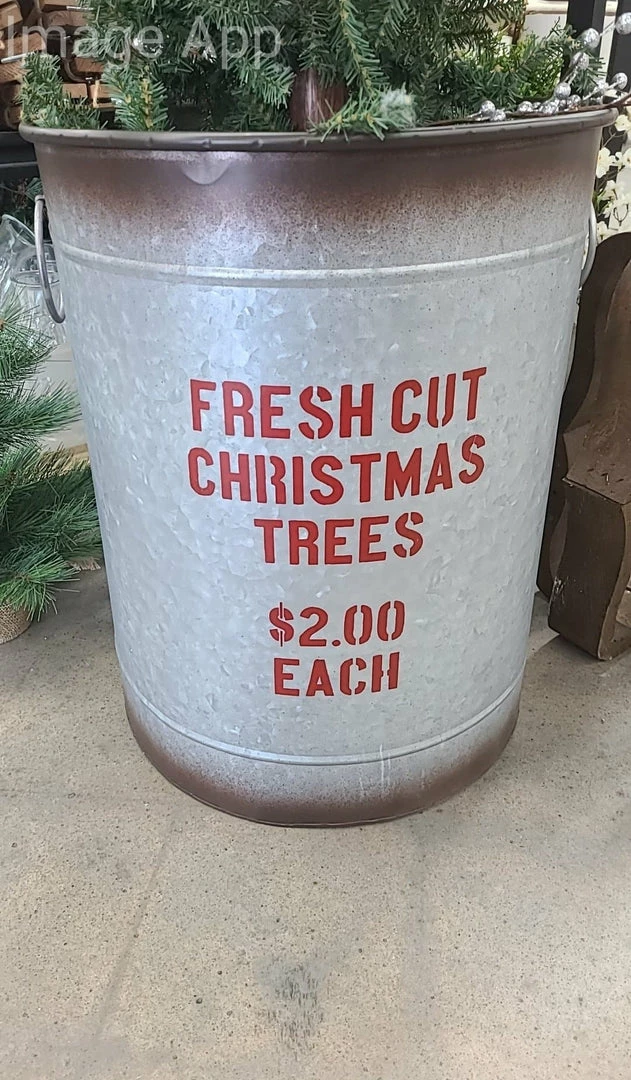 Image App
FRESH CUT
CHRISTMAS
TREES
$2.00
EACH